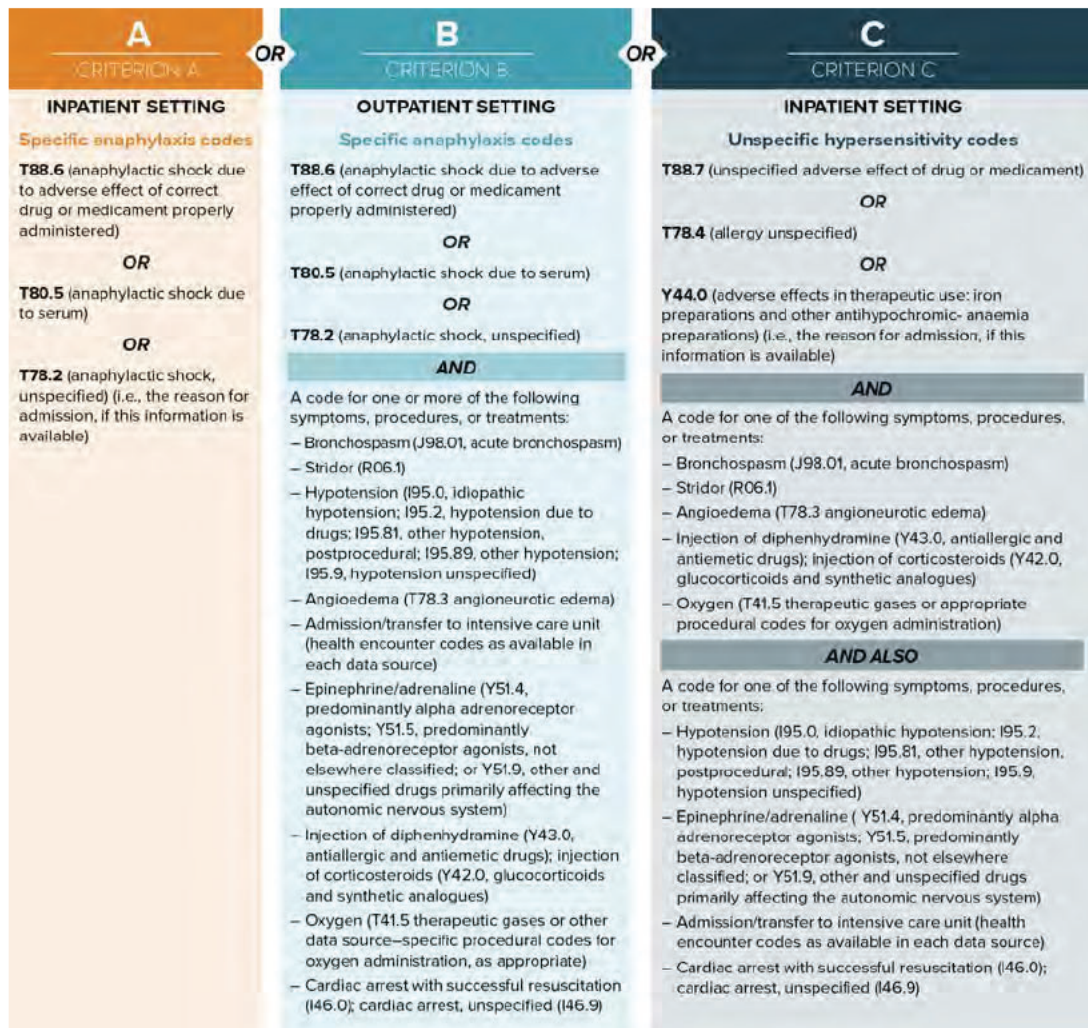 A
CRITERION A
OR
B
CRITERION B
OR
C
CRITERION C
INPATIENT SETTING
Specific anaphylaxis codes
T88.6 (anaphylactic shock due
to adverse effect of correct
drug or medicament properly
administered)
OR
T80.5 (anaphylactic shock due
to serum)
OR
T78.2 (anaphylactic shock,
unspecified) (i.e., the reason for
admission, if this information is
available)
OUTPATIENT SETTING
Specific anaphylaxis codes
T88.6 (anaphylactic shock due to adverse
effect of correct drug or medicament
properly administered)
OR
T80.5 (anaphylactic shock due to serum)
OR
T78.2 (anaphylactic shock, unspecified)
AND
A code for one or more of the following
symptoms, procedures, or treatments:
– Bronchospasm (J98.01, acute bronchospasm)
– Stridor (R06.1)
– Hypotension (I95.0, idiopathic
hypotension; I95.2, hypotension due to
drugs; I95.81, other hypotension,
postprocedural; I95.89, other hypotension;
I95.9, hypotension unspecified)
– Angioedema (T78.3 angioneurotic edema)
– Admission/transfer to intensive care unit
(health encounter codes as available in
each data source)
– Epinephrine/adrenaline (Y51.4,
predominantly alpha adrenoreceptor
agonists; Y51.5, predominantly
beta-adrenoreceptor agonists, not
elsewhere classified; or Y51.9, other and
unspecified drugs primarily affecting the
autonomic nervous system)
– Injection of diphenhydramine (Y43.0,
antiallergic and antiemetic drugs); injection
of corticosteroids (Y42.0, glucocorticoids
and synthetic analogues)
– Oxygen (T41.5 therapeutic gases or other
data source–specific procedural codes for
oxygen administration, as appropriate)
– Cardiac arrest with successful resuscitation
(I46.0); cardiac arrest, unspecified (I46.9)
INPATIENT SETTING
Unspecific hypersensitivity codes
T88.7 (unspecified adverse effect of drug or medicament)
OR
T78.4 (allergy unspecified)
OR
Y44.0 (adverse effects in therapeutic use: iron
preparations and other antihypochromic- anaemia
preparations) (i.e., the reason for admission, if this
information is available)
AND
A code for one of the following symptoms, procedures,
or treatments:
– Bronchospasm (J98.01, acute bronchospasm)
– Stridor (R06.1)
– Angioedema (T78.3 angioneurotic edema)
– Injection of diphenhydramine (Y43.0, antiallergic and
antiemetic drugs); injection of corticosteroids (Y42.0,
glucocorticoids and synthetic analogues)
– Oxygen (T41.5 therapeutic gases or appropriate
procedural codes for oxygen administration)
AND ALSO
A code for one of the following symptoms, procedures,
or treatments:
– Hypotension (I95.0, idiopathic hypotension; I95.2,
hypotension due to drugs; I95.81, other hypotension,
postprocedural; I95.89, other hypotension; I95.9,
hypotension unspecified)
– Epinephrine/adrenaline ( Y51.4, predominantly alpha
adrenoreceptor agonists; Y51.5, predominantly
beta-adrenoreceptor agonists, not elsewhere
classified; or Y51.9, other and unspecified drugs
primarily affecting the autonomic nervous system)
– Admission/transfer to intensive care unit (health
encounter codes as available in each data source)
– Cardiac arrest with successful resuscitation (I46.0);
cardiac arrest, unspecified (I46.9)